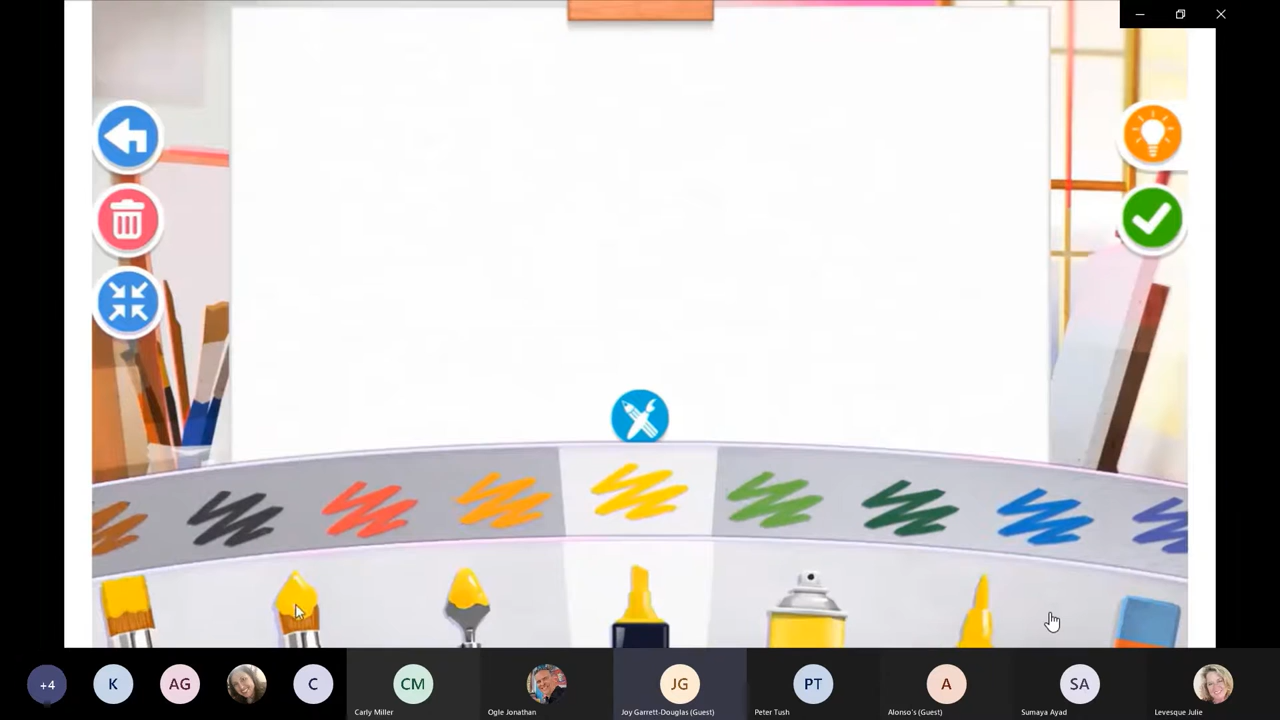 +4
K
AG
C
CM
JG
PT
A
SA
Carly Miller
Ogle Jonathan
Joy Garrett-Douglas (Guest)
Peter Tush
Alonso's (Guest)
Sumaya Ayad
Levesque Julie